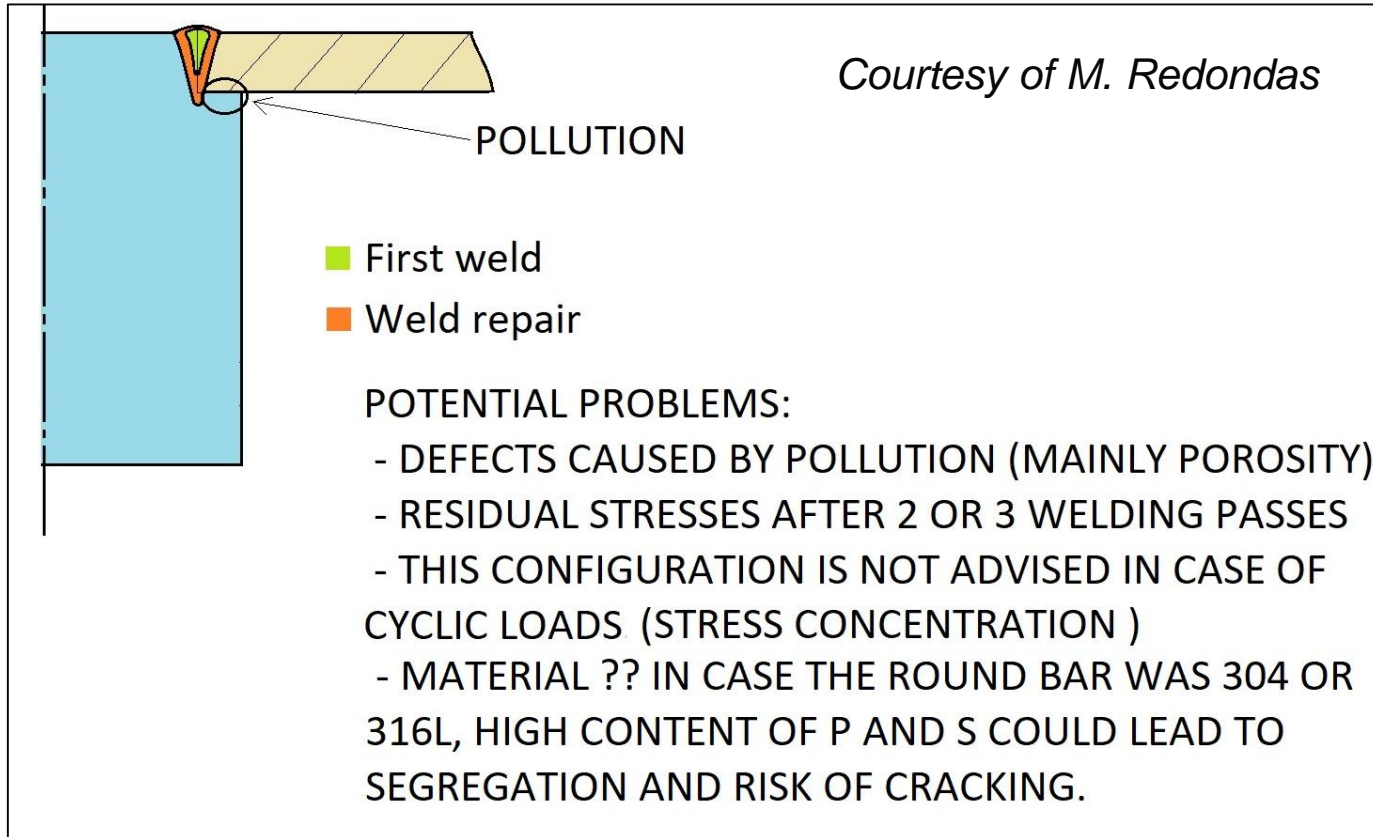 Courtesy of M. Redondas
POLLUTION
First weld
Weld repair
POTENTIAL PROBLEMS:
- DEFECTS CAUSED BY POLLUTION (MAINLY POROSITY)
- RESIDUAL STRESSES AFTER 2 OR 3 WELDING PASSES
- THIS CONFIGURATION IS NOT ADVISED IN CASE OF
CYCLIC LOADS (STRESS CONCENTRATION )
- MATERIAL ?? IN CASE THE ROUND BAR WAS 304 OR
316L, HIGH CONTENT OF P AND S COULD LEAD TO
SEGREGATION AND RISK OF CRACKING.